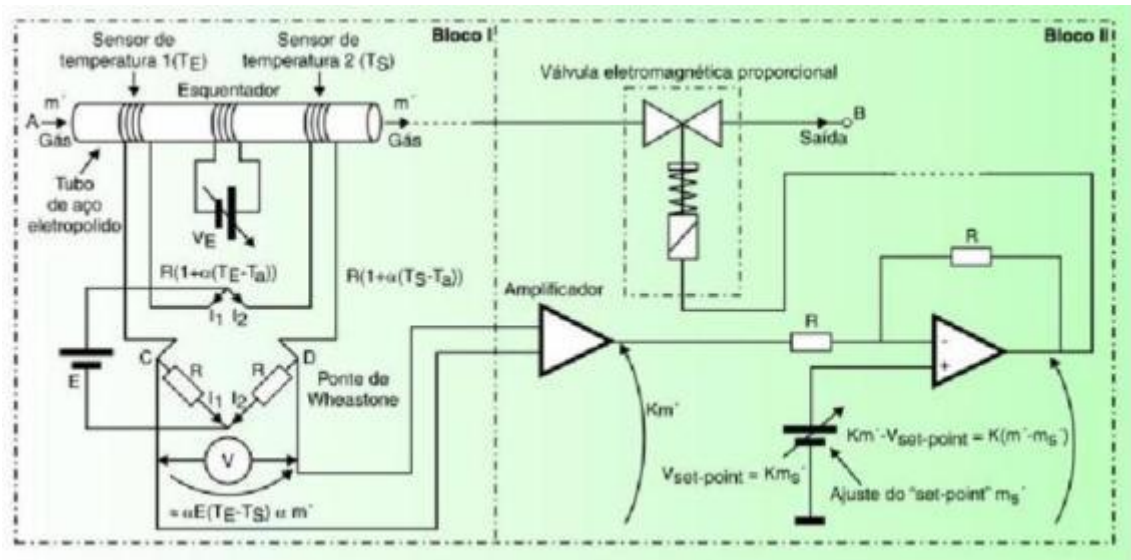 Bloco I
Bloco II
Sensor de
temperatura 1(TE)
Sensor de
temperatura 2 (TS)
Esquentador
A
m´
Gás
m´
Gás
Tubo
de aço
eletropolido
VE
R(1+α(TE-Ta))
R(1+α(TS-Ta))
I1 I2
E
C
D
R
R
I1 I2
Ponte de
Wheastone
V
≈ αE(TE-TS) α m´
Válvula eletromagnética proporcional
B
Saída
Amplificador
Km´
R
R
-
+
Km´-Vset-point = K(m´-ms´)
Vset-point = Kms´
Ajuste do "set-point" ms´